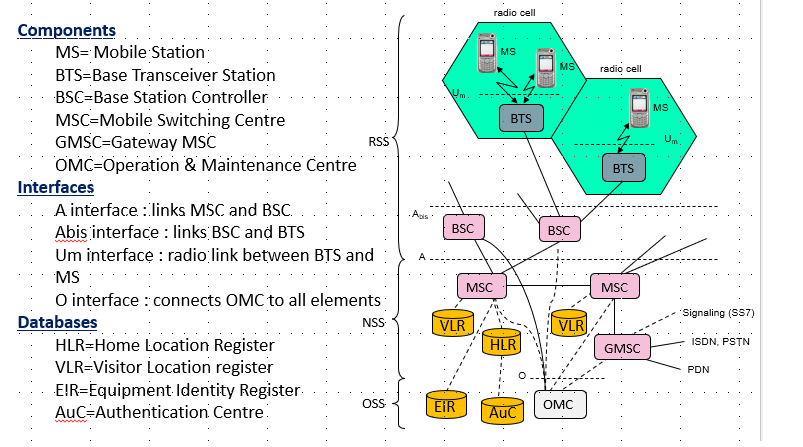 Components
MS= Mobile Station
BTS=Base Transceiver Station
BSC=Base Station Controller
MSC=Mobile Switching Centre
GMSC=Gateway MSC
OMC=Operation & Maintenance Centre
Interfaces
A interface : links MSC and BSC
Abis interface : links BSC and BTS
Um interface : radio link between BTS and
MS
O interface : connects OMC to all elements
Databases
HLR=Home Location Register
VLR=Visitor Location register
EIR=Equipment Identity Register
AuC=Authentication Centre
radio cell
MS
MS
radio cell
Um
BTS
MS
Um
BTS
RSS
Abis
BSC
BSC
A
MSC
MSC
NSS
VLR
VLR
HLR
Signaling (SS7)
GMSC
ISDN, PSTN
PDN
O
OSS
EIR
AuC
OMC